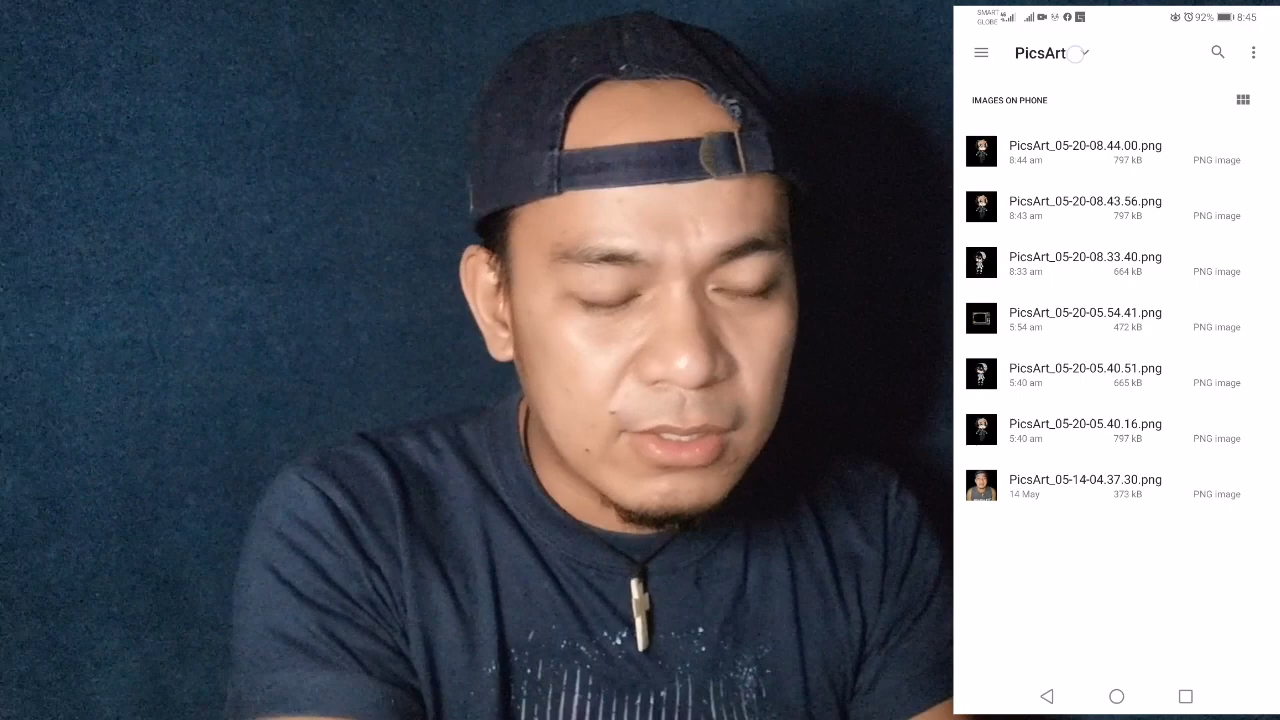 SMART
GLOBE
92% 8:45
PicsArt
IMAGES ON PHONE
PicsArt_05-20-08.44.00.png
8:44 am 797 kB PNG image
PicsArt_05-20-08.43.56.png
8:43 am 797 kB PNG image
PicsArt_05-20-08.33.40.png
8:33 am 664 kB PNG image
PicsArt_05-20-05.54.41.png
5:54 am 472 kB PNG image
PicsArt_05-20-05.40.51.png
5:40 am 665 kB PNG image
PicsArt_05-20-05.40.16.png
5:40 am 797 kB PNG image
PicsArt_05-14-04.37.30.png
14 May 373 kB PNG image